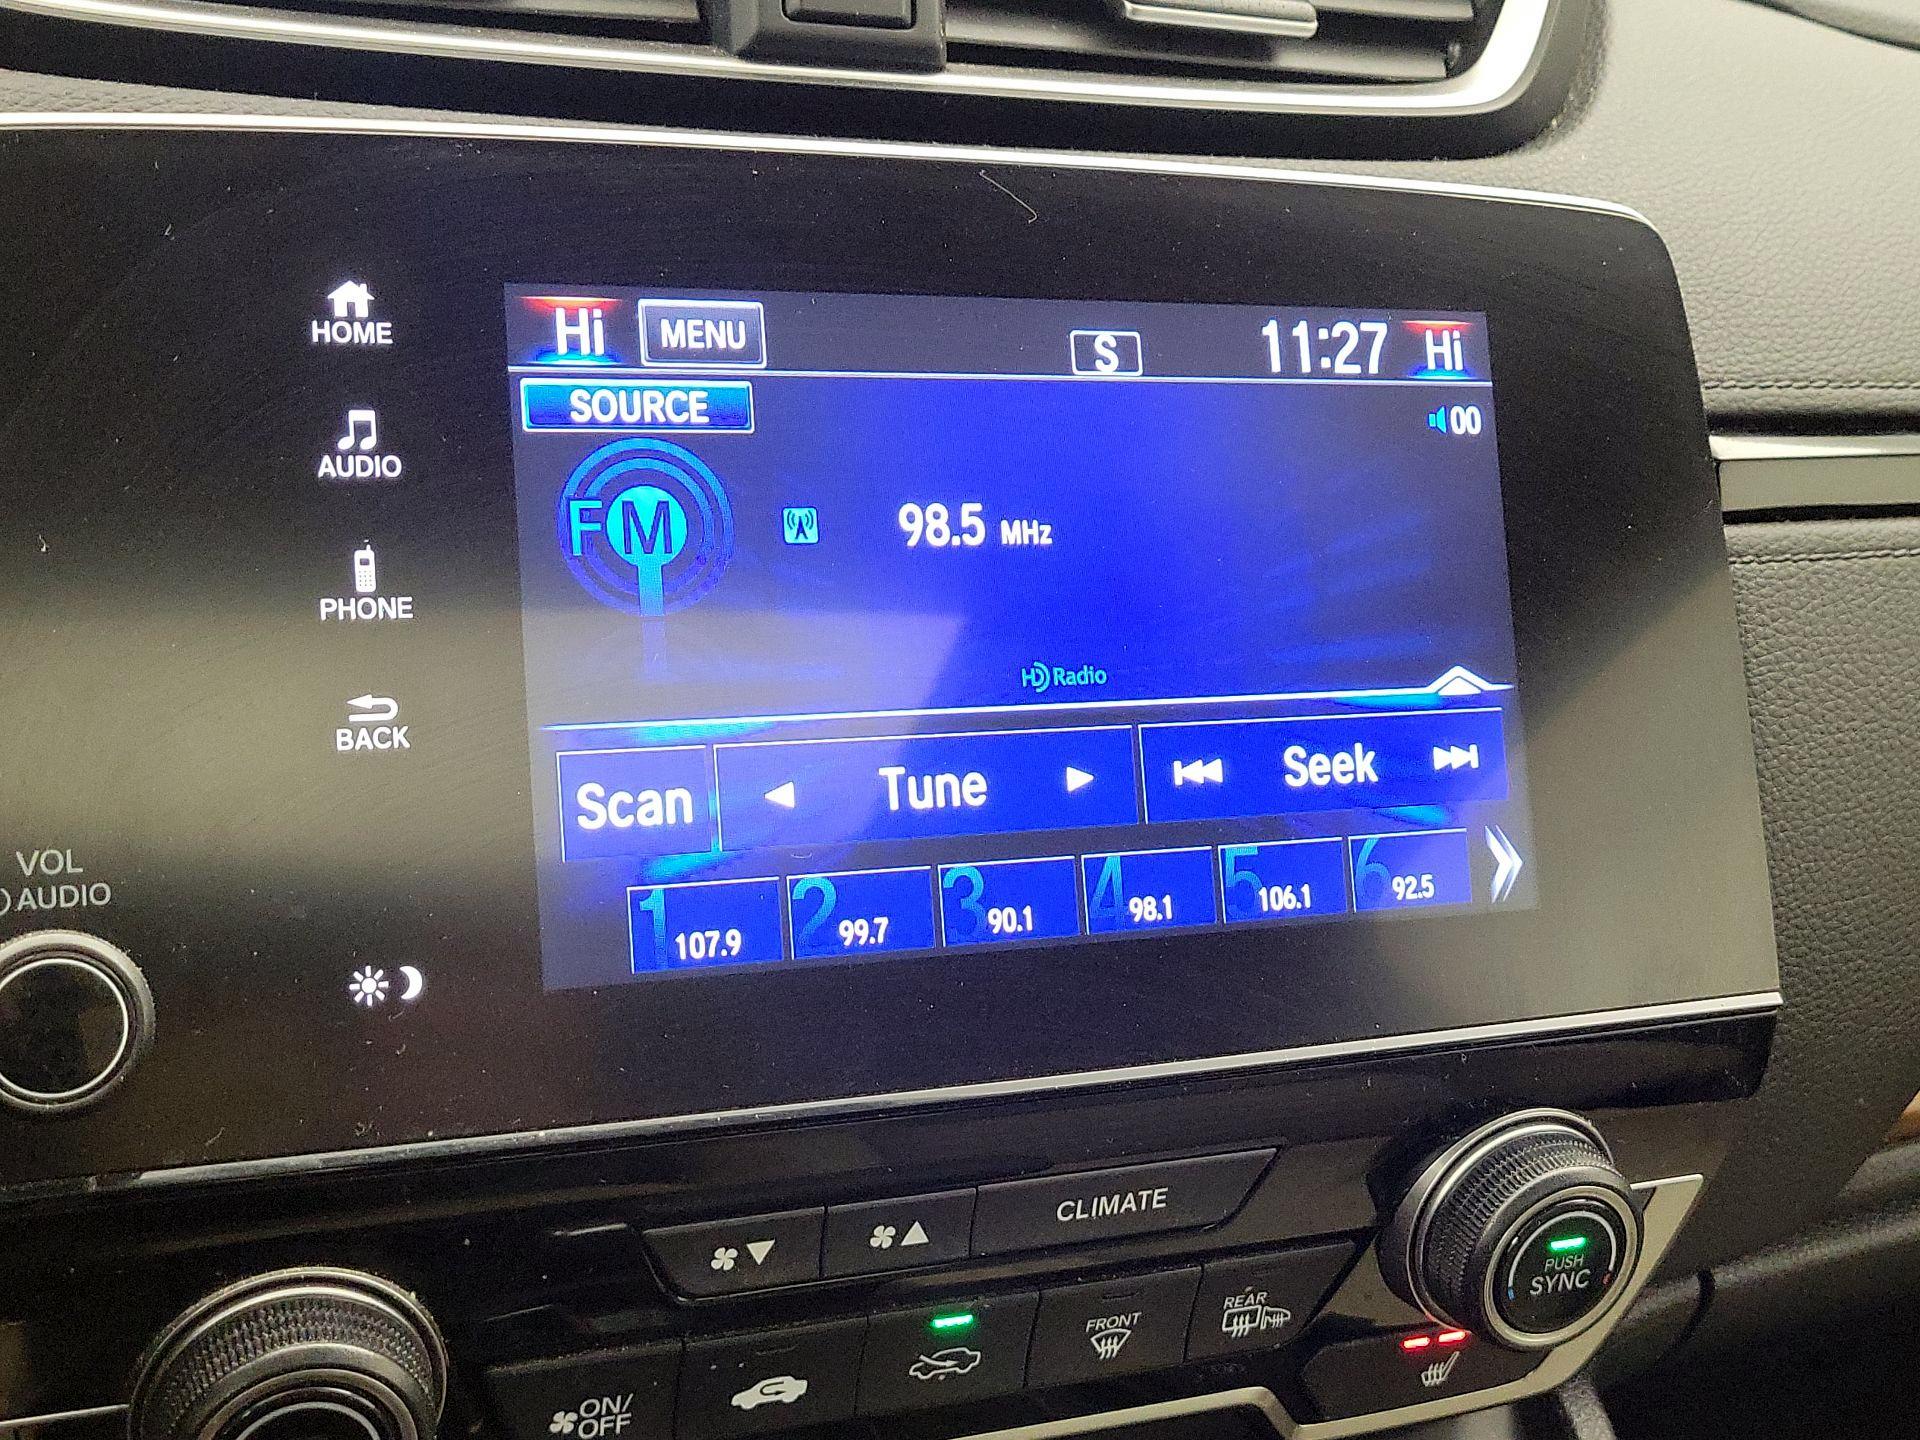 HOME
AUDIO
PHONE
BACK
VOL
AUDIO
Hi
MENU
S
11:27
Hi
SOURCE
00
FM
98.5 MHz
HD Radio
Scan
Tune
Seek
1 107.9
2 99.7
3 90.1
4 98.1
5 106.1
6 92.5
CLIMATE
PUSH
SYNC
ON/
OFF
FRONT
REAR